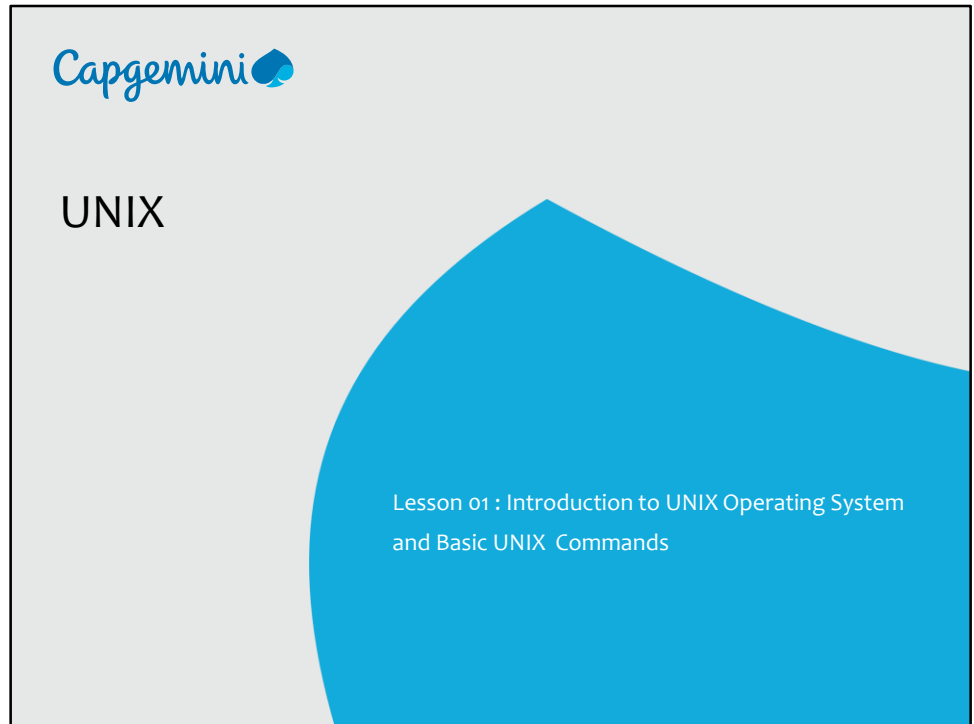 Capgemini
UNIX
Lesson 01 : Introduction to UNIX Operating System
and Basic UNIX Commands